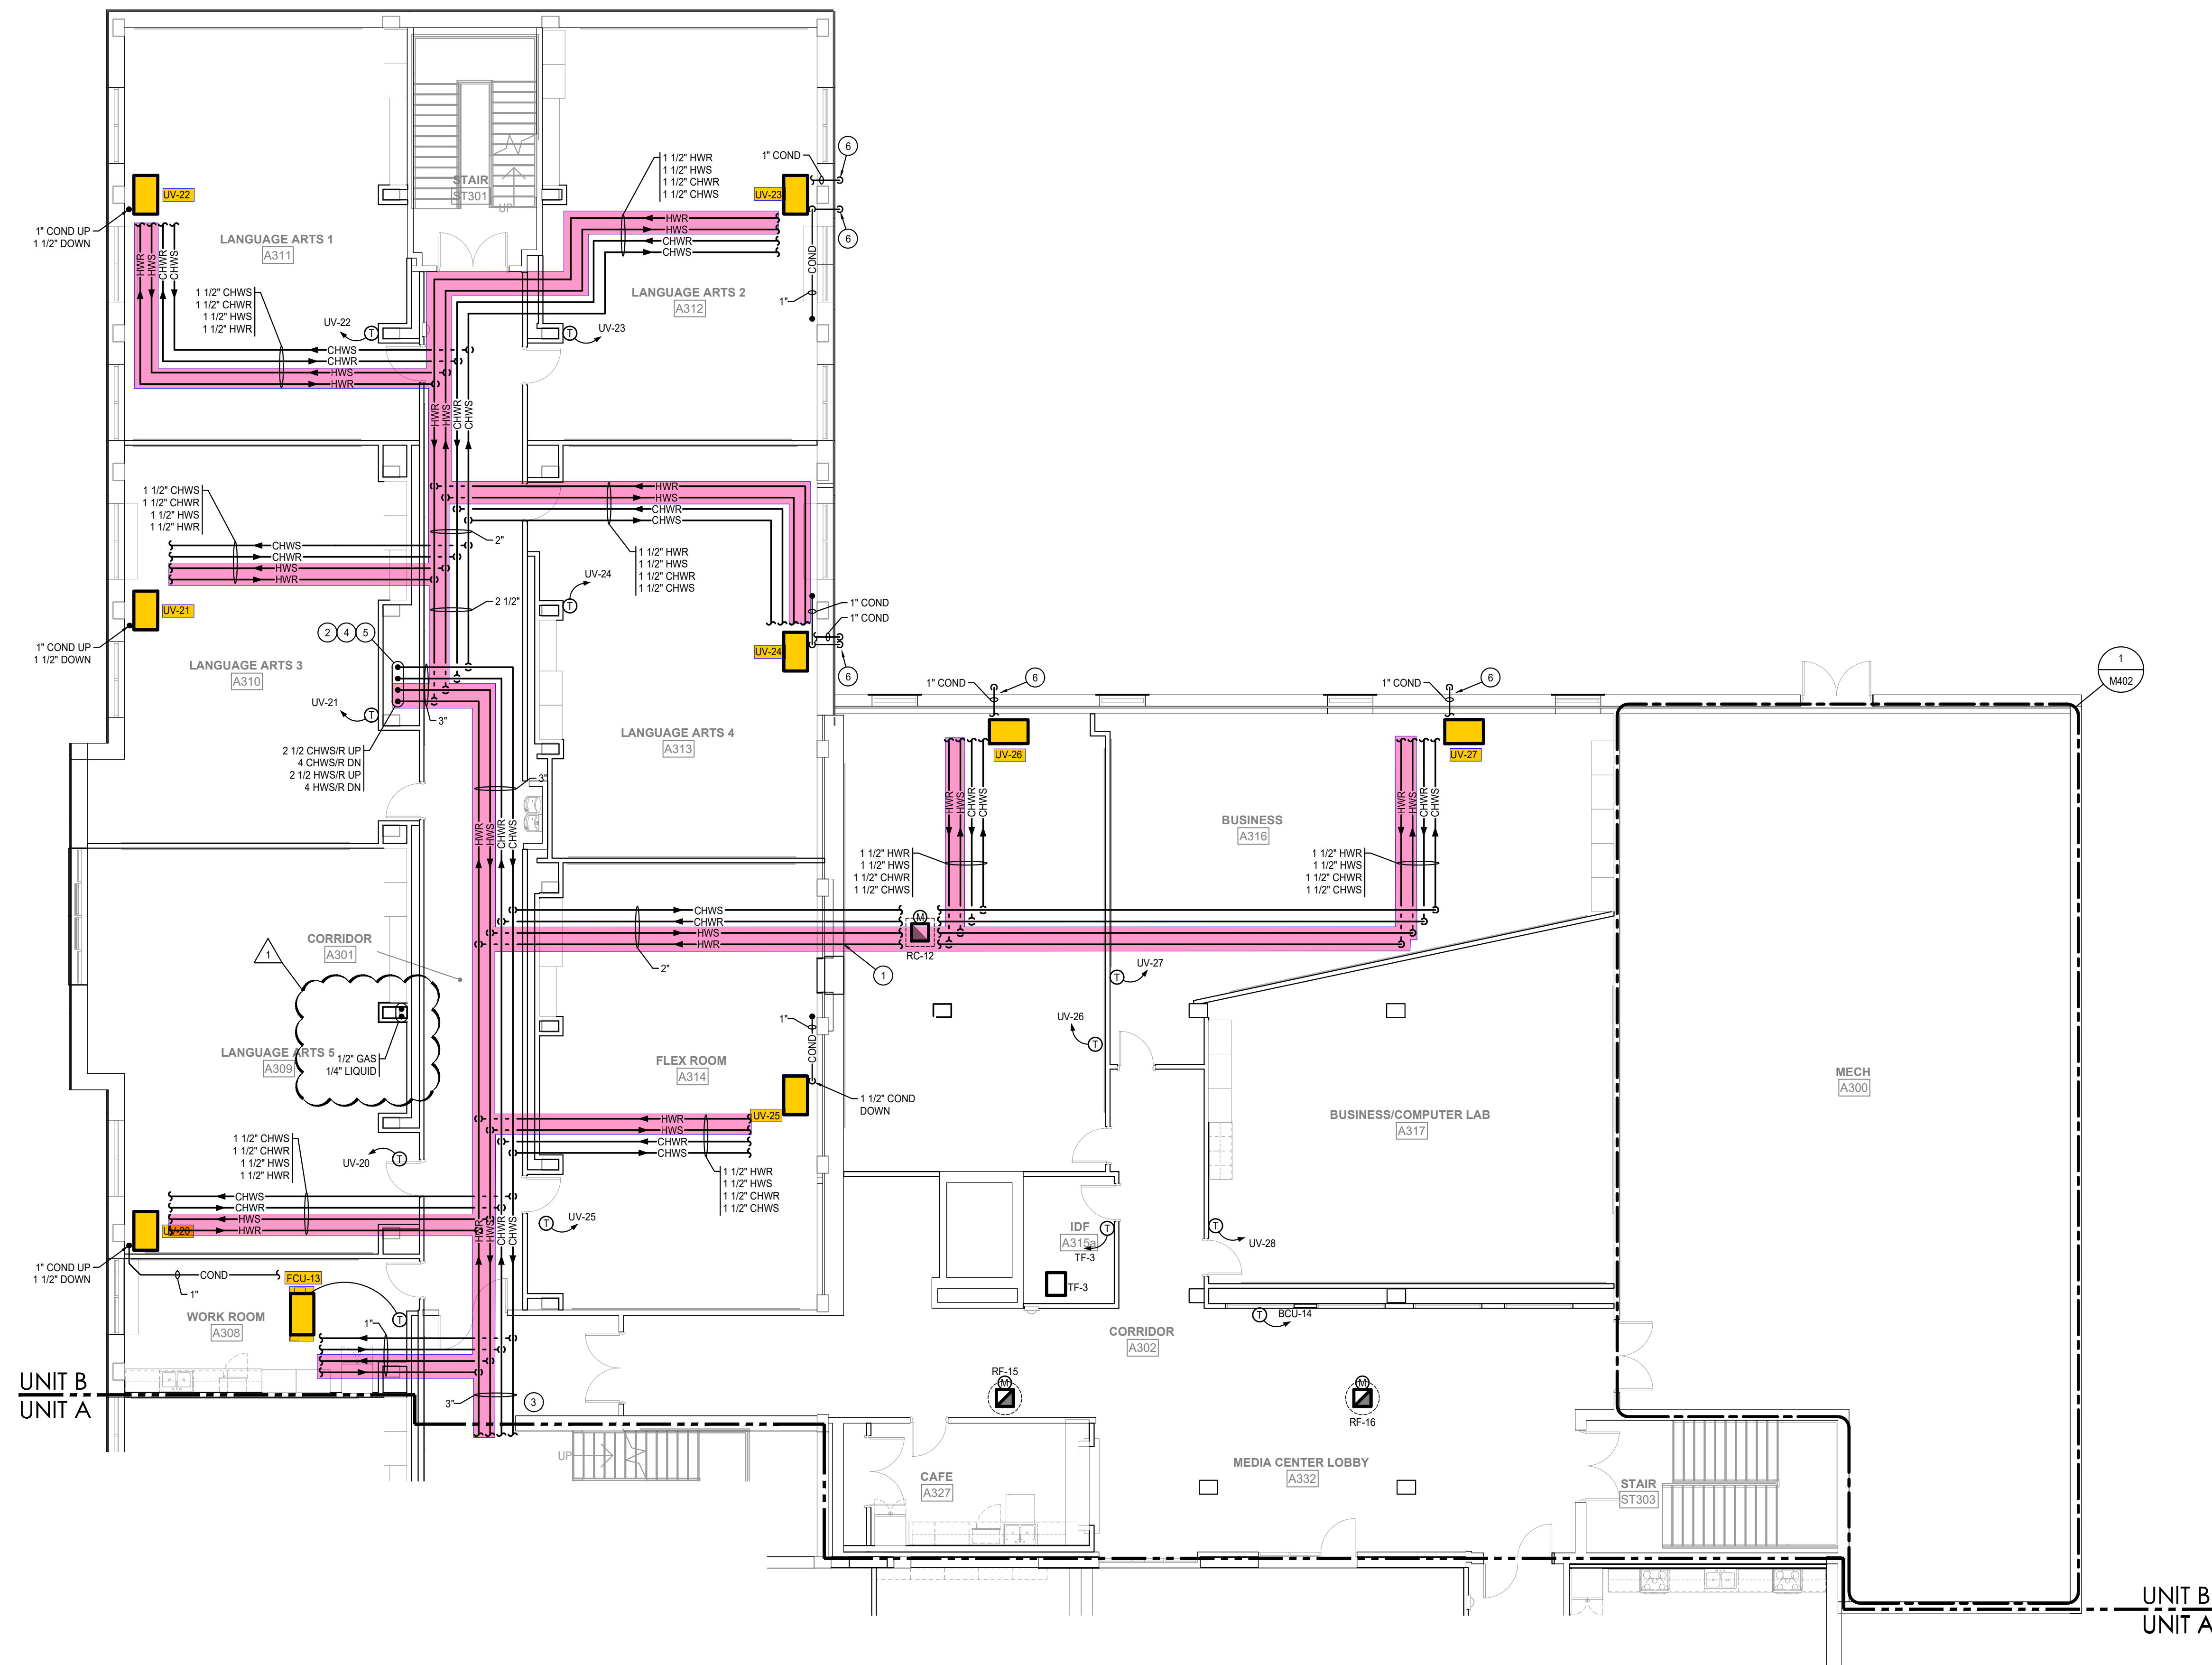 UV-22
1" COND UP
1 1/2" DOWN
LANGUAGE ARTS 1
A311
HWR
HWS
CHWR
CHWS
1 1/2" CHWS
1 1/2" CHWR
1 1/2" HWS
1 1/2" HWR
UV-22
T
CHWS
CHWR
HWS
HWR
STAIR
ST301
UP
1 1/2" HWR
1 1/2" HWS
1 1/2" CHWR
1 1/2" CHWS
1" COND
6
UV-23
6
HWR
HWS
CHWR
CHWS
COND
1"
LANGUAGE ARTS 2
A312
T
UV-23
HWR
HWS
CHWR
CHWS
1 1/2" CHWS
1 1/2" CHWR
1 1/2" HWS
1 1/2" HWR
CHWS
CHWR
HWS
HWR
UV-21
1" COND UP
1 1/2" DOWN
2 4 5
LANGUAGE ARTS 3
A310
UV-21
T
3"
2 1/2 CHWS/R UP
4 CHWS/R DN
2 1/2 HWS/R UP
4 HWS/R DN
2"
2 1/2"
HWR
HWS
CHWR
CHWS
1 1/2" HWR
1 1/2" HWS
1 1/2" CHWR
1 1/2" CHWS
UV-24
T
1" COND
1" COND
UV-24
6
LANGUAGE ARTS 4
A313
3"
HWR
HWS
CHWR
CHWS
1" COND
6
UV-26
HWR
HWS
CHWR
CHWS
1 1/2" HWR
1 1/2" HWS
1 1/2" CHWR
1 1/2" CHWS
1" COND
6
UV-27
HWR
HWS
CHWR
CHWS
1 1/2" HWR
1 1/2" HWS
1 1/2" CHWR
1 1/2" CHWS
BUSINESS
A316
1
M402
CHWS
CHWR
HWS
HWR
2"
M
RC-12
1
CORRIDOR
A301
1
LANGUAGE ARTS 5
A309
1/2" GAS
1/4" LIQUID
FLEX ROOM
A314
1"
COND
UV-25
1 1/2" COND
DOWN
T
UV-27
UV-26
T
MECH
A300
BUSINESS/COMPUTER LAB
A317
HWR
HWS
CHWR
CHWS
1 1/2" HWR
1 1/2" HWS
1 1/2" CHWR
1 1/2" CHWS
1 1/2" CHWS
1 1/2" CHWR
1 1/2" HWS
1 1/2" HWR
UV-20
T
CHWS
CHWR
HWS
HWR
UV-20
HWR
HWS
CHWR
CHWS
T
UV-25
IDF
A315a
T
TF-3
TF-3
T
UV-28
1" COND UP
1 1/2" DOWN
COND
1"
FCU-13
WORK ROOM
A308
1"
T
T
BCU-14
CORRIDOR
A302
RF-15
M
M
RF-16
UNIT B
UNIT A
3"
3
UP
CAFE
A327
MEDIA CENTER LOBBY
A332
STAIR
ST303
UNIT B
UNIT A